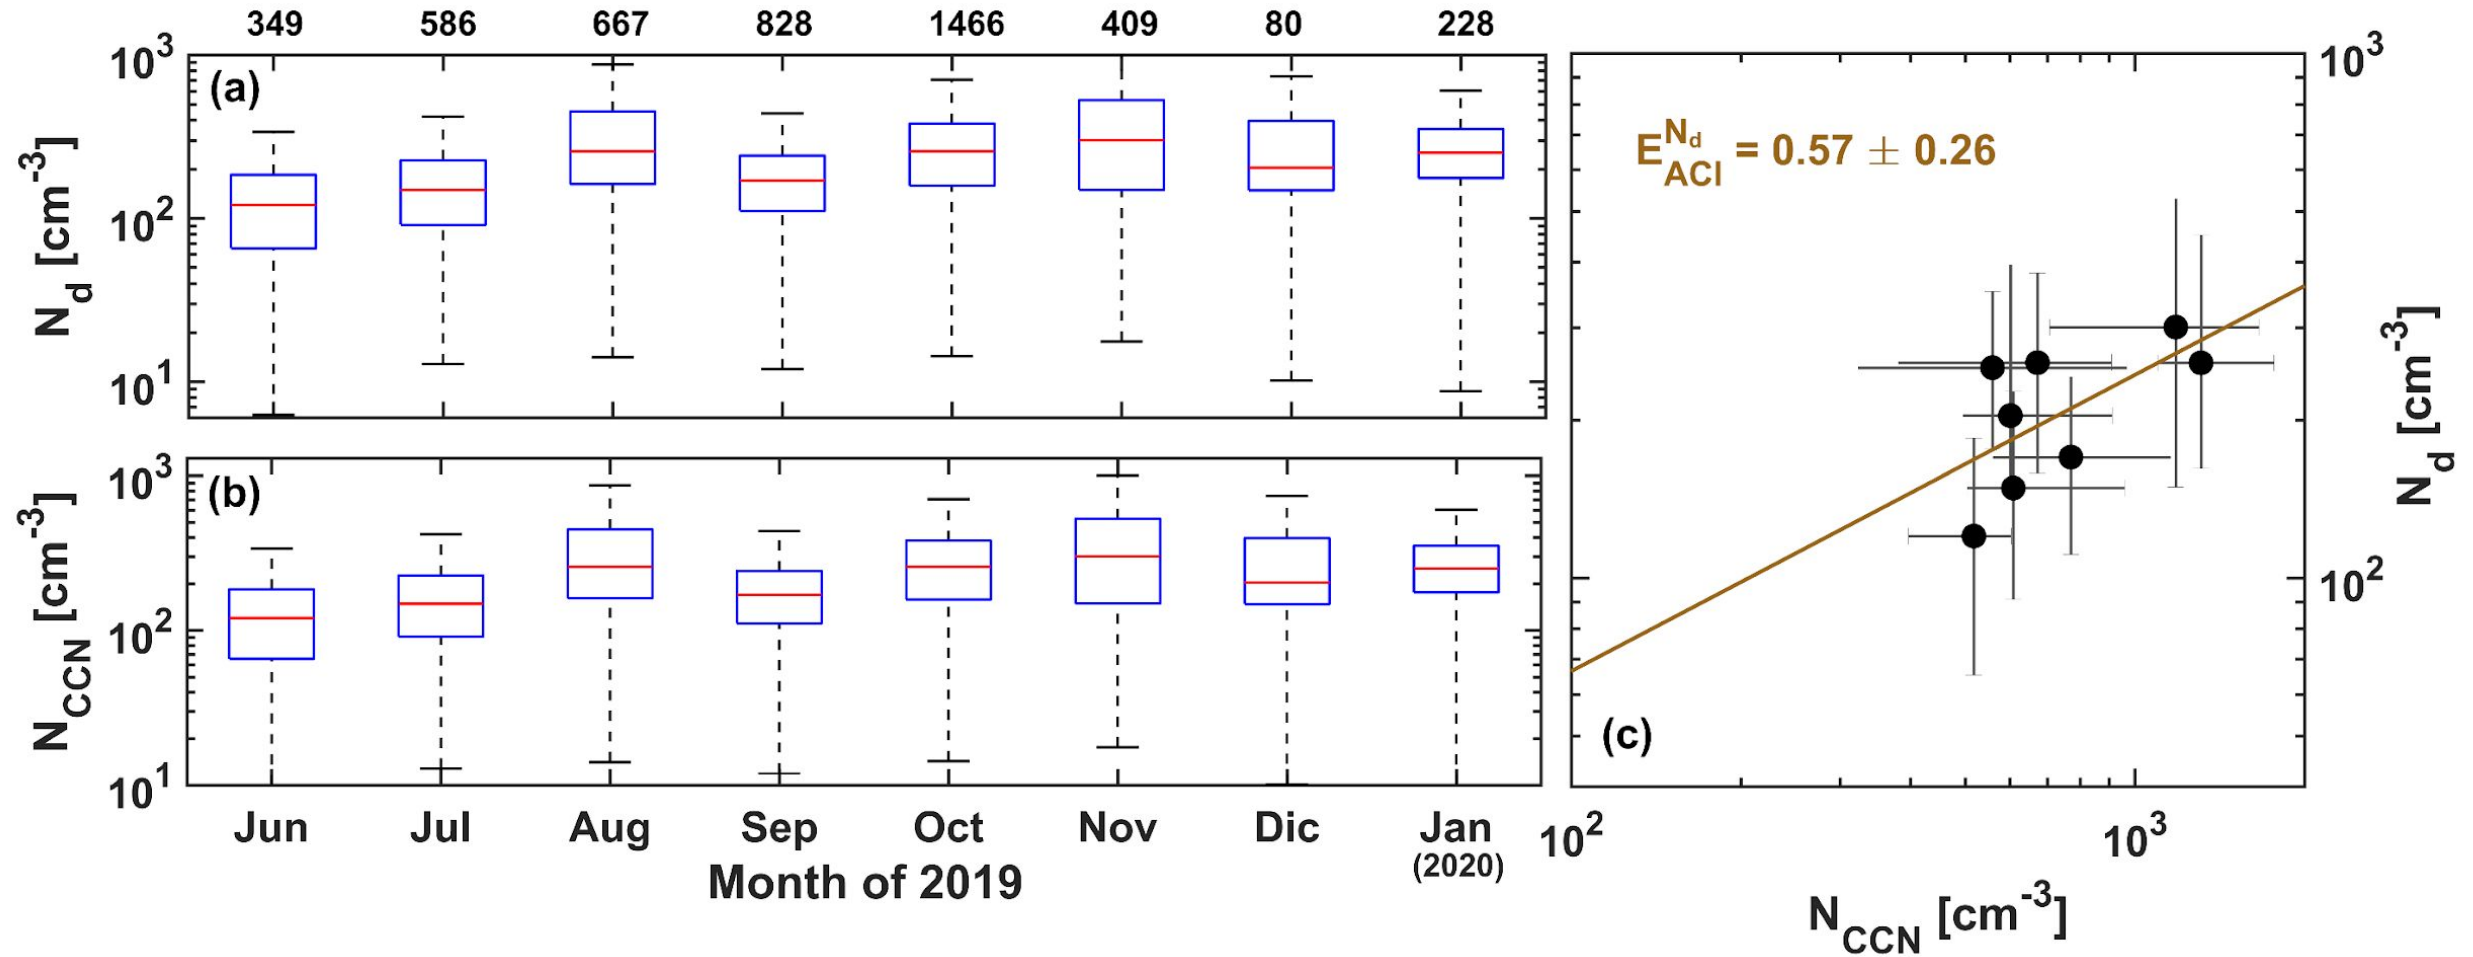 349 586 667 828 1466 409 80 228
(a)
10^3
10^2
10^1
N_d [cm^-3]
(b)
10^3
10^2
10^1
N_CCN [cm^-3]
Jun Jul Aug Sep Oct Nov Dic Jan
(2020)
Month of 2019
E_ACI^N_d = 0.57 ± 0.26
(c)
10^3
10^2
N_d [cm^-3]
10^2 10^3
N_CCN [cm^-3]